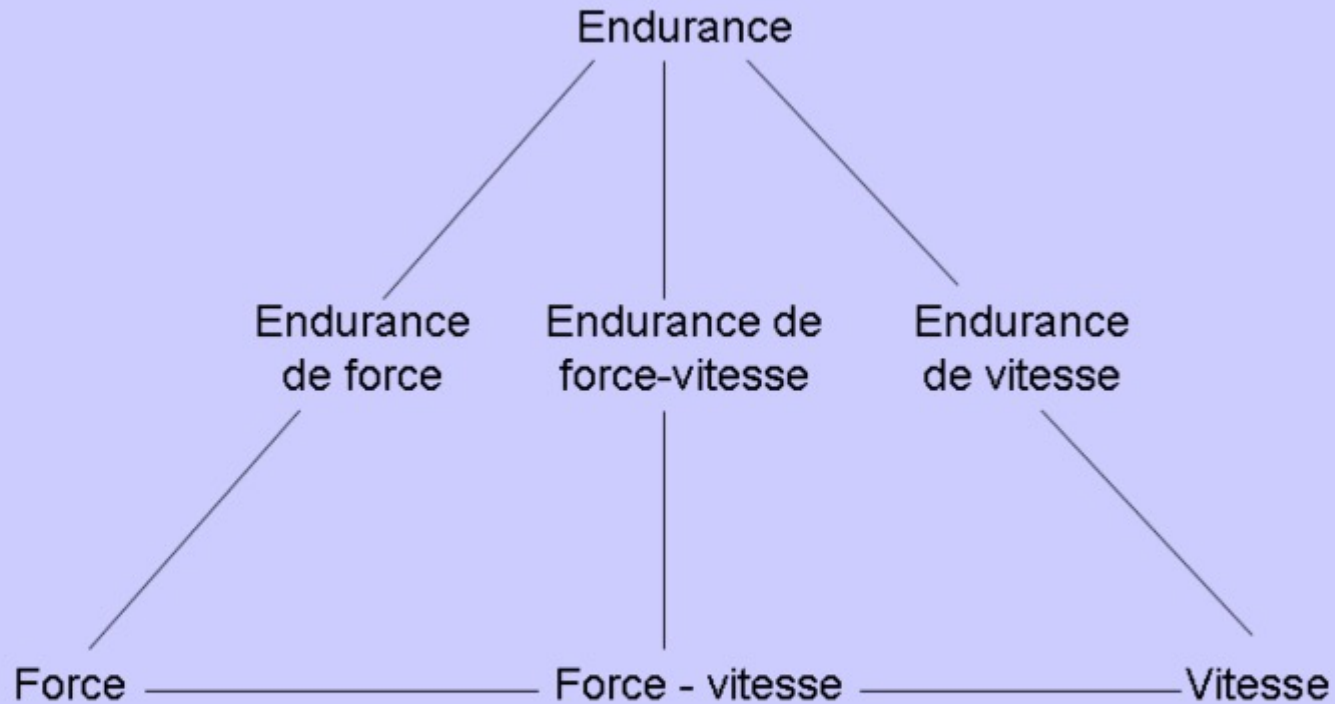 Endurance
Endurance
de force
Endurance de
force-vitesse
Endurance
de vitesse
Force
Force - vitesse
Vitesse